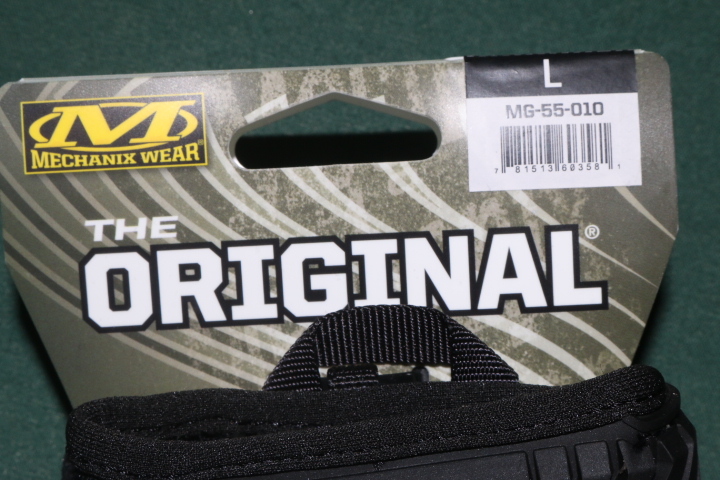 L
MG-55-010
7 81513 60358 1
M
MECHANIX WEAR®
THE
ORIGINAL®